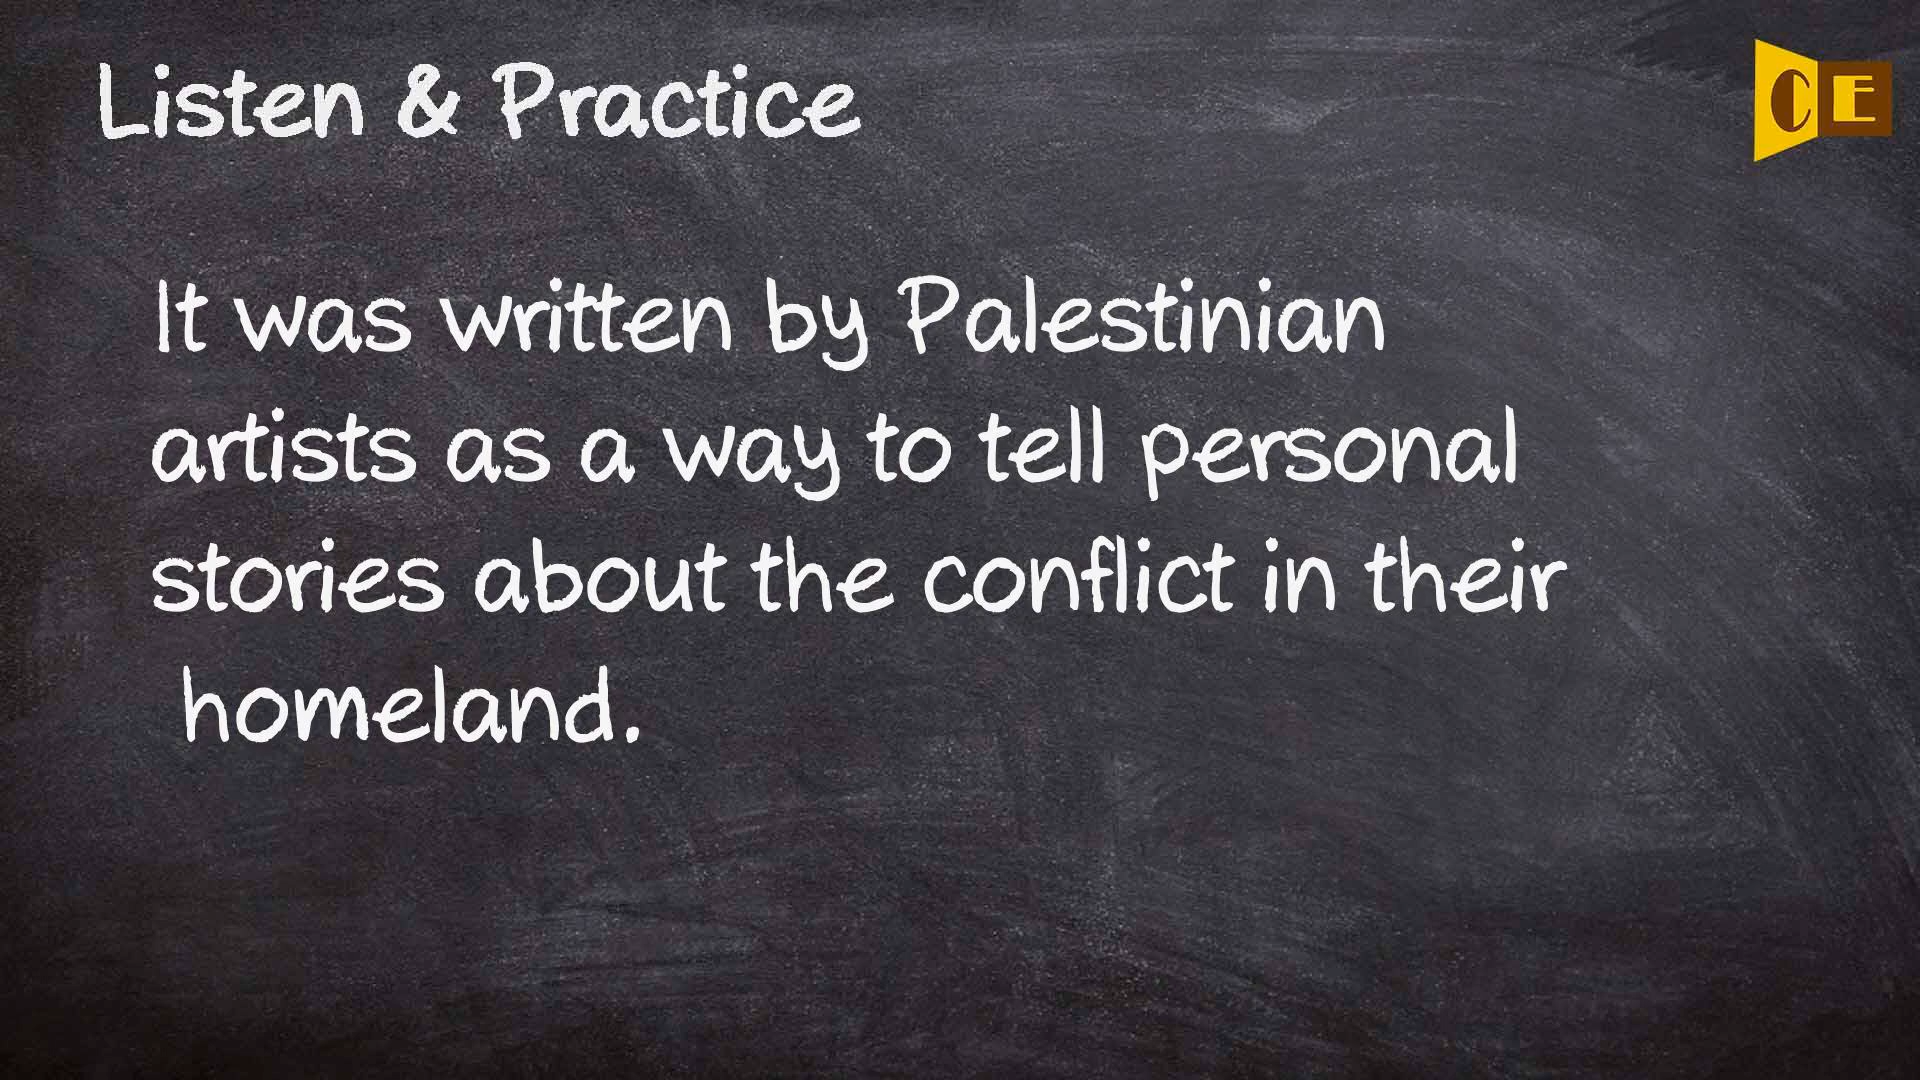 Listen & Practice
CE
It was written by Palestinian
artists as a way to tell personal
stories about the conflict in their
homeland.